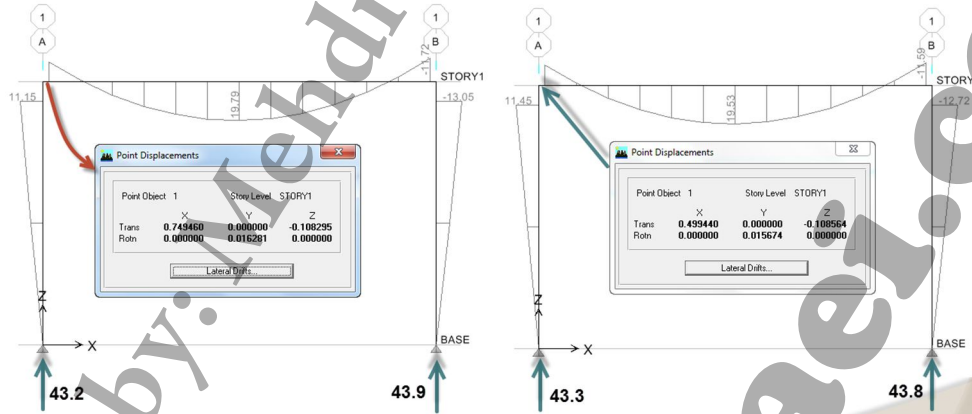 1
A
1
B
-11.72
STORY1
11.15
-13.05
19.79
Point Displacements
Point Object 1 Story Level STORY1
X Y Z
Trans 0.749460 0.000000 -0.108295
Rotn 0.000000 0.016281 0.000000
Lateral Drifts...
Z
X
BASE
43.2
43.9
1
A
1
B
-11.59
STORY
11.45
-12.72
19.53
Point Displacements
Point Object 1 Story Level STORY1
X Y Z
Trans 0.499440 0.000000 -0.108564
Rotn 0.000000 0.015674 0.000000
Lateral Drifts...
Z
X
BASE
43.3
43.8
by: Mehdi
aei.c